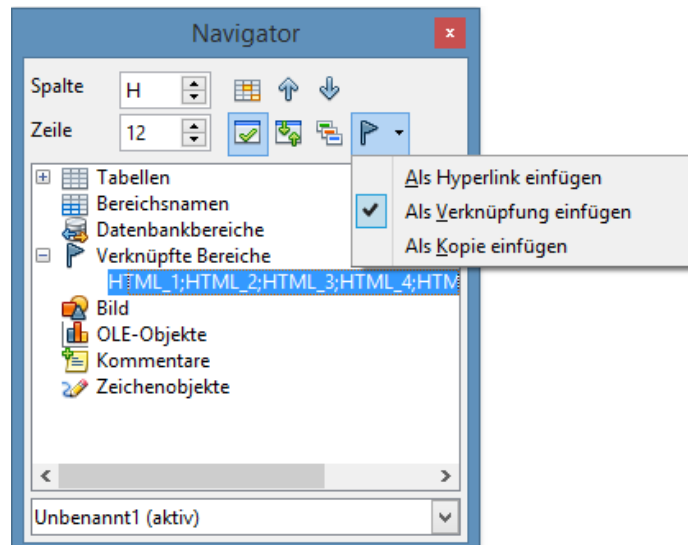 Navigator
Spalte H
Zeile 12
Als Hyperlink einfügen
Als Verknüpfung einfügen
Als Kopie einfügen
Tabellen
Bereichsnamen
Datenbankbereiche
Verknüpfte Bereiche
HTML_1;HTML_2;HTML_3;HTML_4;HTM
Bild
OLE-Objekte
Kommentare
Zeichenobjekte
Unbenannt1 (aktiv)